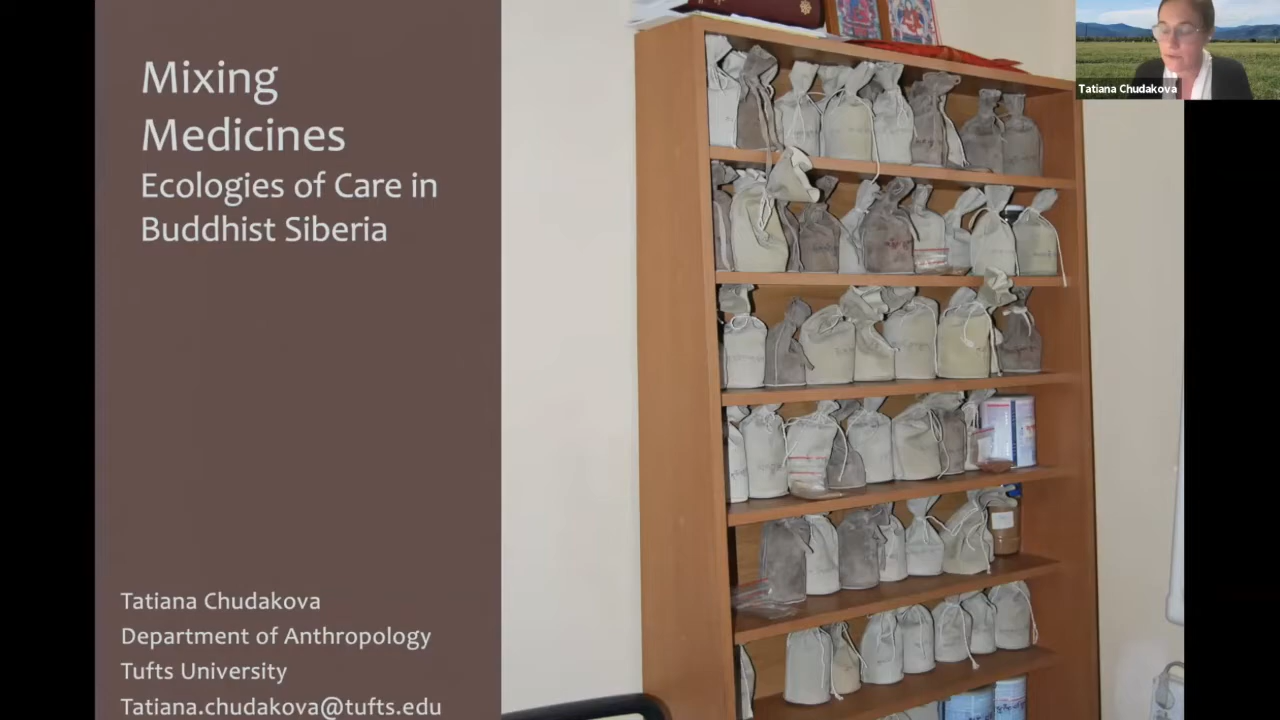 Mixing
Medicines
Ecologies of Care in
Buddhist Siberia
Tatiana Chudakova
Department of Anthropology
Tufts University
Tatiana.chudakova@tufts.edu
Tatiana Chudakova